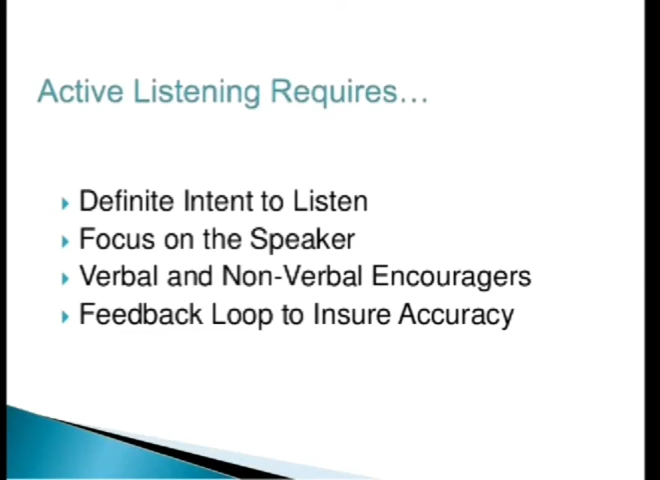 Active Listening Requires...
Definite Intent to Listen
Focus on the Speaker
Verbal and Non-Verbal Encouragers
Feedback Loop to Insure Accuracy